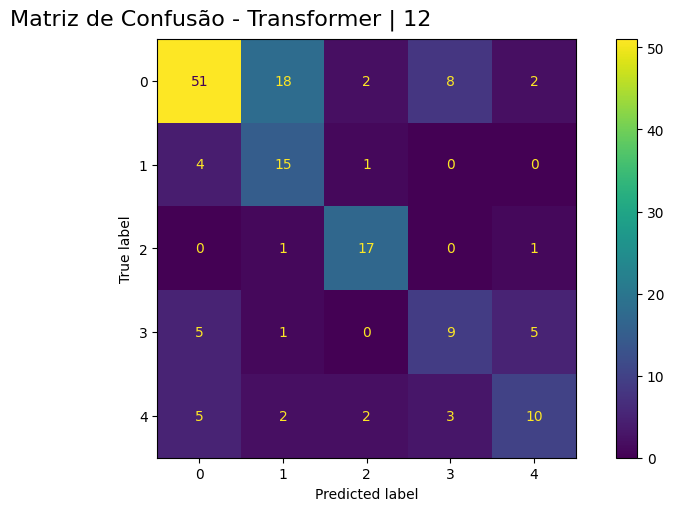 Matriz de Confusão - Transformer | 12
0 51 18 2 8 2
1 4 15 1 0 0
2 0 1 17 0 1
3 5 1 0 9 5
4 5 2 2 3 10
0 1 2 3 4
Predicted label
True label
50
40
30
20
10
0